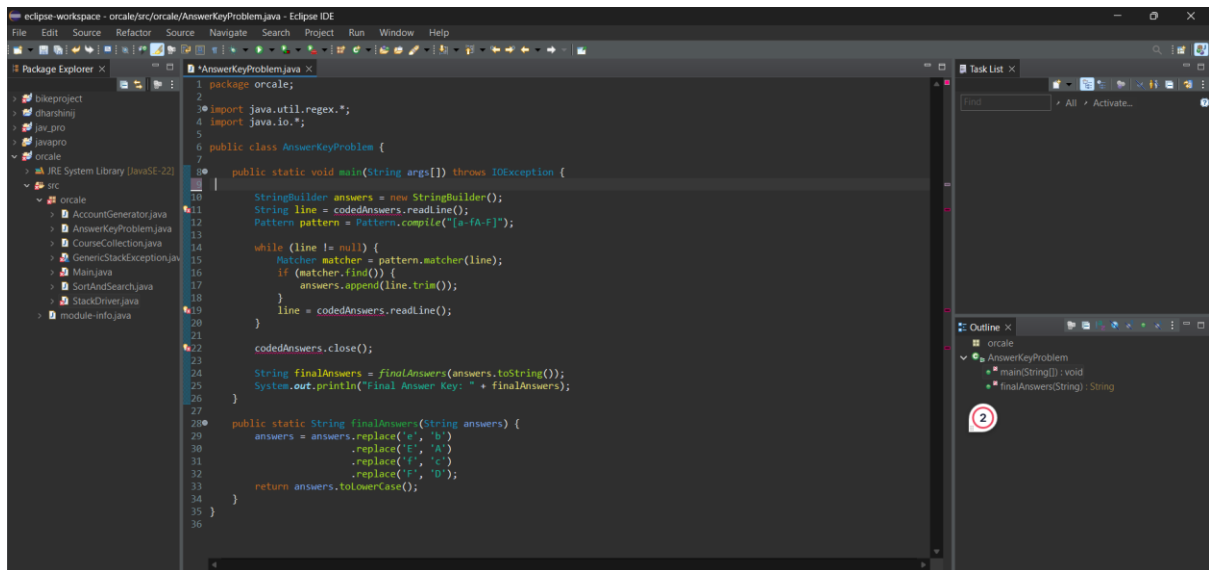 eclipse-workspace - orcale/src/orcale/AnswerKeyProblem.java - Eclipse IDE
File Edit Source Refactor Source Navigate Search Project Run Window Help
Package Explorer
bikeproject
dharshinij
jav_pro
javapro
orcale
JRE System Library [JavaSE-22]
src
orcale
AccountGenerator.java
AnswerKeyProblem.java
CourseCollection.java
GenericStackException.jav
Main.java
SortAndSearch.java
StackDriver.java
module-info.java
*AnswerKeyProblem.java
1 package orcale;
2
3 import java.util.regex.*;
4 import java.io.*;
5
6 public class AnswerKeyProblem {
7
8 public static void main(String args[]) throws IOException {
10 StringBuilder answers = new StringBuilder();
11 String line = codedAnswers.readLine();
12 Pattern pattern = Pattern.compile("[a-fA-F]");
13
14 while (line != null) {
15 Matcher matcher = pattern.matcher(line);
16 if (matcher.find()) {
17 answers.append(line.trim());
18 }
19 line = codedAnswers.readLine();
20 }
21
22 codedAnswers.close();
23
24 String finalAnswers = finalAnswers(answers.toString());
25 System.out.println("Final Answer Key: " + finalAnswers);
26 }
27
28 public static String finalAnswers(String answers) {
29 answers = answers.replace('e', 'b')
30 .replace('E', 'A')
31 .replace('f', 'c')
32 .replace('F', 'D');
33 return answers.toLowerCase();
34 }
35 }
36
Task List
Find All Activate...
Outline
orcale
AnswerKeyProblem
main(String[]) : void
finalAnswers(String) : String
2